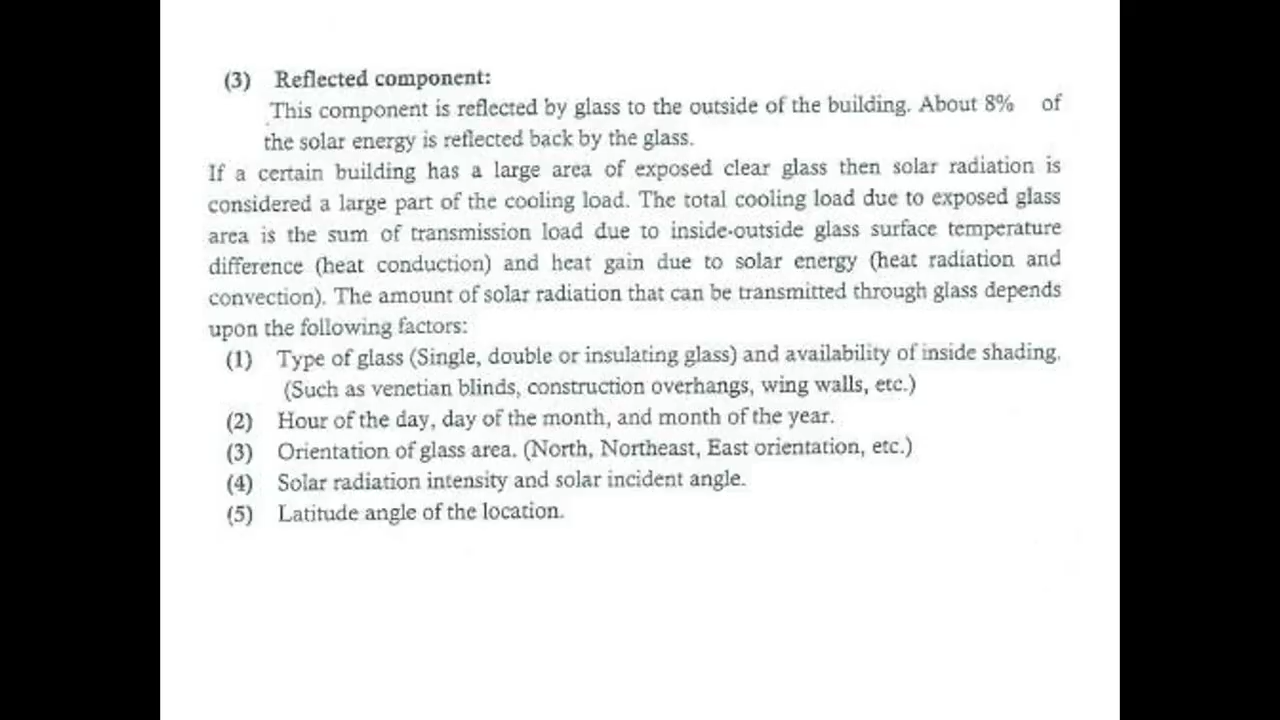 (3) Reflected component:
This component is reflected by glass to the outside of the building. About 8% of
the solar energy is reflected back by the glass.
If a certain building has a large area of exposed clear glass then solar radiation is
considered a large part of the cooling load. The total cooling load due to exposed glass
area is the sum of transmission load due to inside-outside glass surface temperature
difference (heat conduction) and heat gain due to solar energy (heat radiation and
convection). The amount of solar radiation that can be transmitted through glass depends
upon the following factors:
(1) Type of glass (Single, double or insulating glass) and availability of inside shading.
(Such as venetian blinds, construction overhangs, wing walls, etc.)
(2) Hour of the day, day of the month, and month of the year.
(3) Orientation of glass area. (North, Northeast, East orientation, etc.)
(4) Solar radiation intensity and solar incident angle.
(5) Latitude angle of the location.